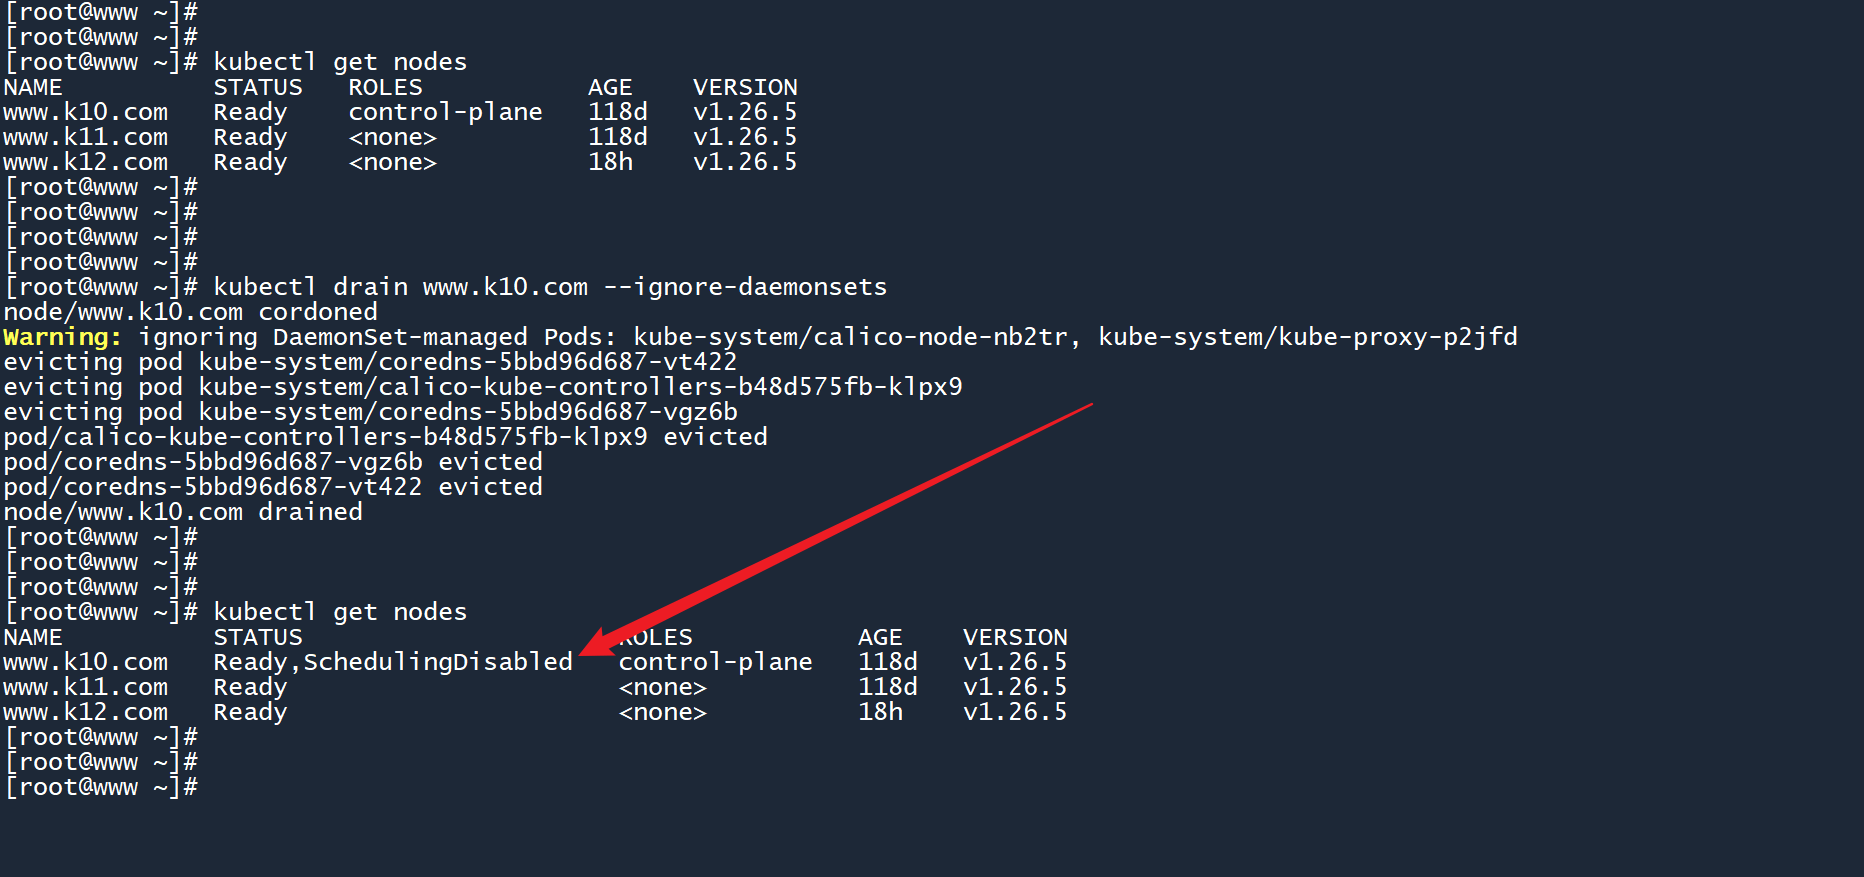 [root@www ~]#
[root@www ~]#
[root@www ~]# kubectl get nodes
NAME          STATUS   ROLES           AGE    VERSION
www.k10.com   Ready    control-plane   118d   v1.26.5
www.k11.com   Ready    <none>          118d   v1.26.5
www.k12.com   Ready    <none>          18h    v1.26.5
[root@www ~]#
[root@www ~]#
[root@www ~]#
[root@www ~]#
[root@www ~]# kubectl drain www.k10.com --ignore-daemonsets
node/www.k10.com cordoned
Warning: ignoring DaemonSet-managed Pods: kube-system/calico-node-nb2tr, kube-system/kube-proxy-p2jfd
evicting pod kube-system/coredns-5bbd96d687-vt422
evicting pod kube-system/calico-kube-controllers-b48d575fb-klpx9
evicting pod kube-system/coredns-5bbd96d687-vgz6b
pod/calico-kube-controllers-b48d575fb-klpx9 evicted
pod/coredns-5bbd96d687-vgz6b evicted
pod/coredns-5bbd96d687-vt422 evicted
node/www.k10.com drained
[root@www ~]#
[root@www ~]#
[root@www ~]#
[root@www ~]# kubectl get nodes
NAME          STATUS                     ROLES           AGE    VERSION
www.k10.com   Ready,SchedulingDisabled   control-plane   118d   v1.26.5
www.k11.com   Ready                      <none>          118d   v1.26.5
www.k12.com   Ready                      <none>          18h    v1.26.5
[root@www ~]#
[root@www ~]#
[root@www ~]#